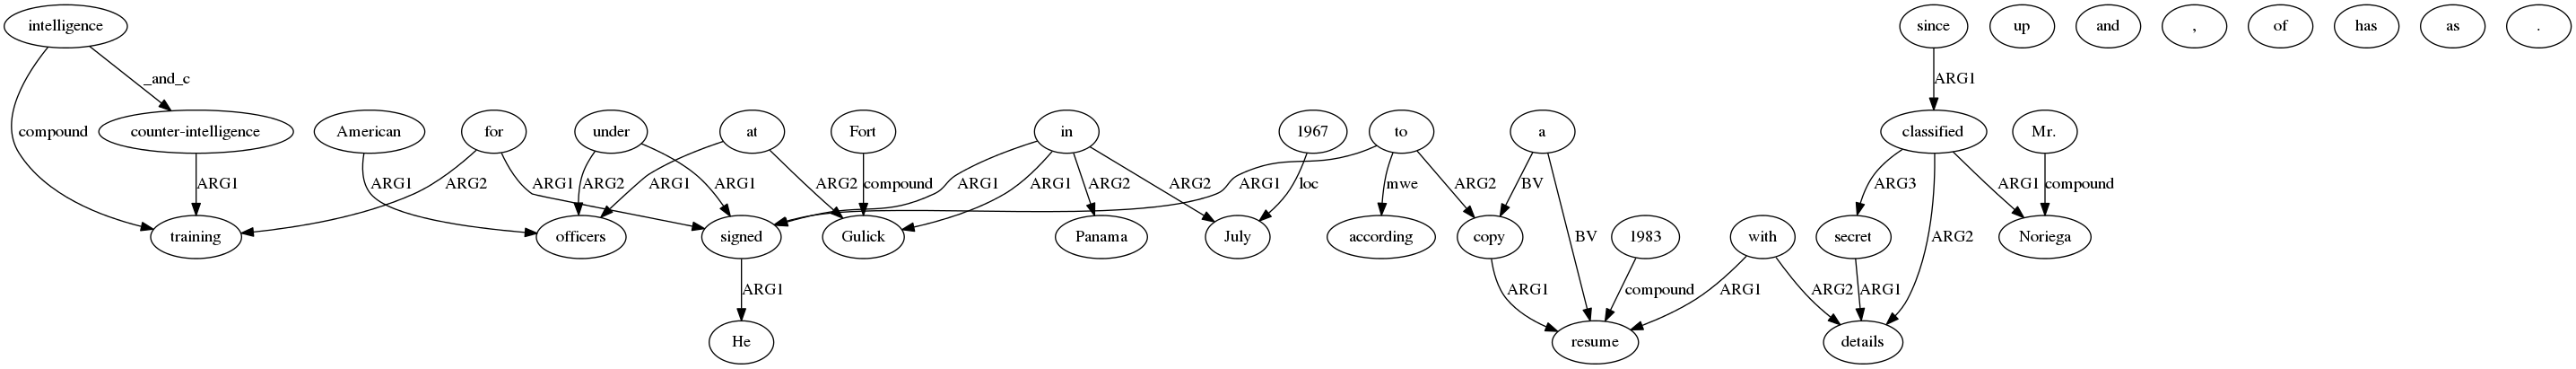 intelligence since up and , of has as .
_and_c ARG1
counter-intelligence American for under at Fort in 1967 to a classified Mr.
compound ARG1 ARG1 ARG2 ARG1 ARG2 ARG1 ARG1 ARG2 compound ARG1 ARG1 ARG2 ARG2 loc ARG1 mwe ARG2 BV BV ARG3 ARG2 ARG1 compound
training officers signed Gulick Panama July according copy 1983 with secret Noriega
ARG1 ARG1 compound ARG1 ARG2 ARG1
He resume details